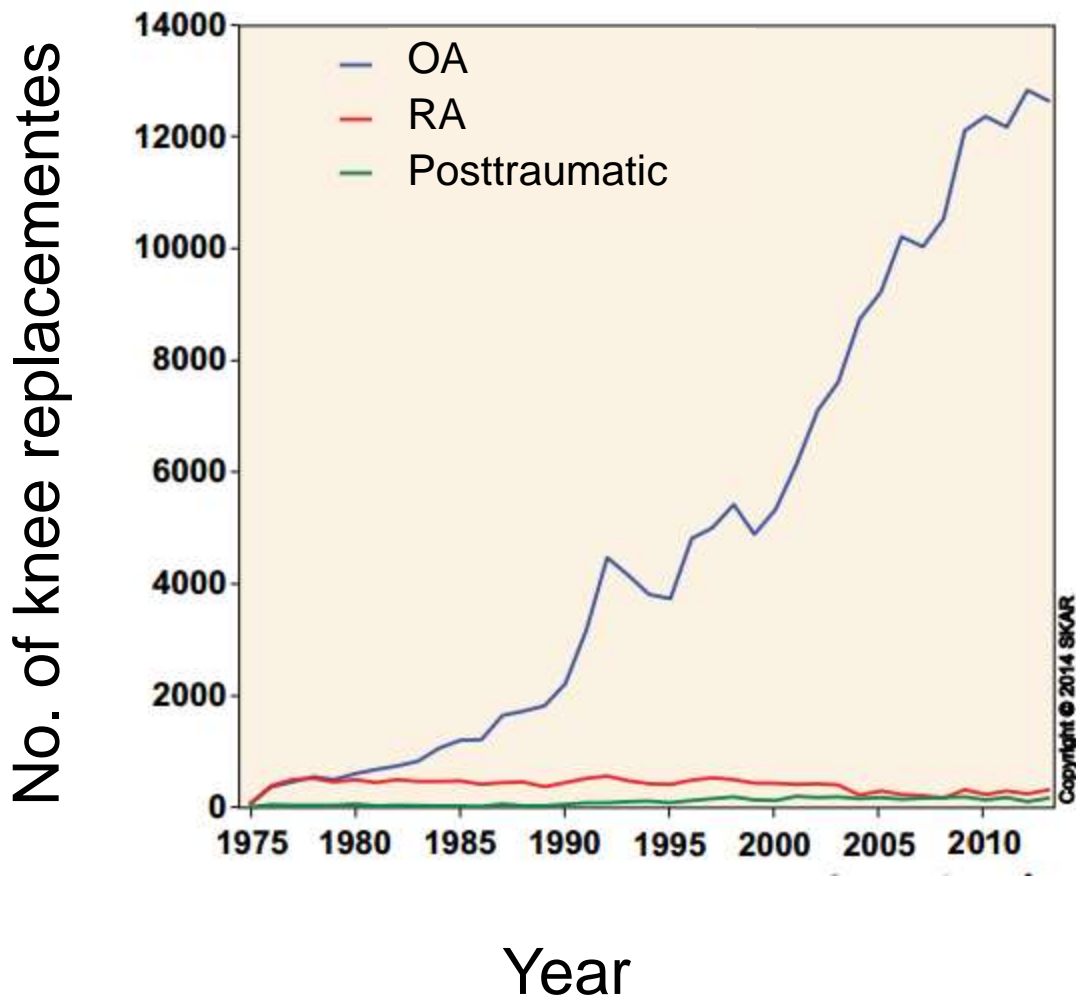 No. of knee replacementes
14000
12000
10000
8000
6000
4000
2000
0
OA
RA
Posttraumatic
1975 1980 1985 1990 1995 2000 2005 2010
Copyright © 2014 SKAR
Year